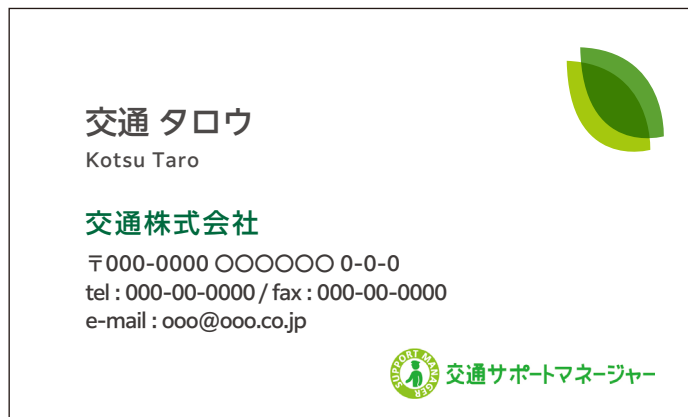 交通 タロウ
Kotsu Taro
交通株式会社
〒000-0000 〇〇〇〇〇〇 0-0-0
tel : 000-00-0000 / fax : 000-00-0000
e-mail : ooo@ooo.co.jp
SUPPORT MANAGER
交通サポートマネージャー